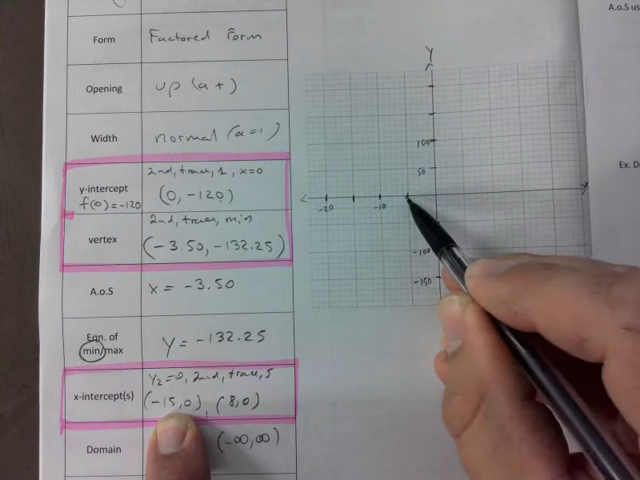 A.o.S us
Form
Factored Form
Opening
up (a+)
Width
normal (a=1)
y-intercept
f(0) = -120
2nd, trace, 1, x=0
(0, -120)
vertex
2nd, trace, min
(-3.50, -132.25)
A.o.S
x = -3.50
Eqn. of
min/max
y = -132.25
x-intercept(s)
Y2=0, 2nd, trace, 5
(-15,0), (8,0)
Domain
(-∞,∞)
Y
100
50
-20
-10
x
-100
-150
Ex. D